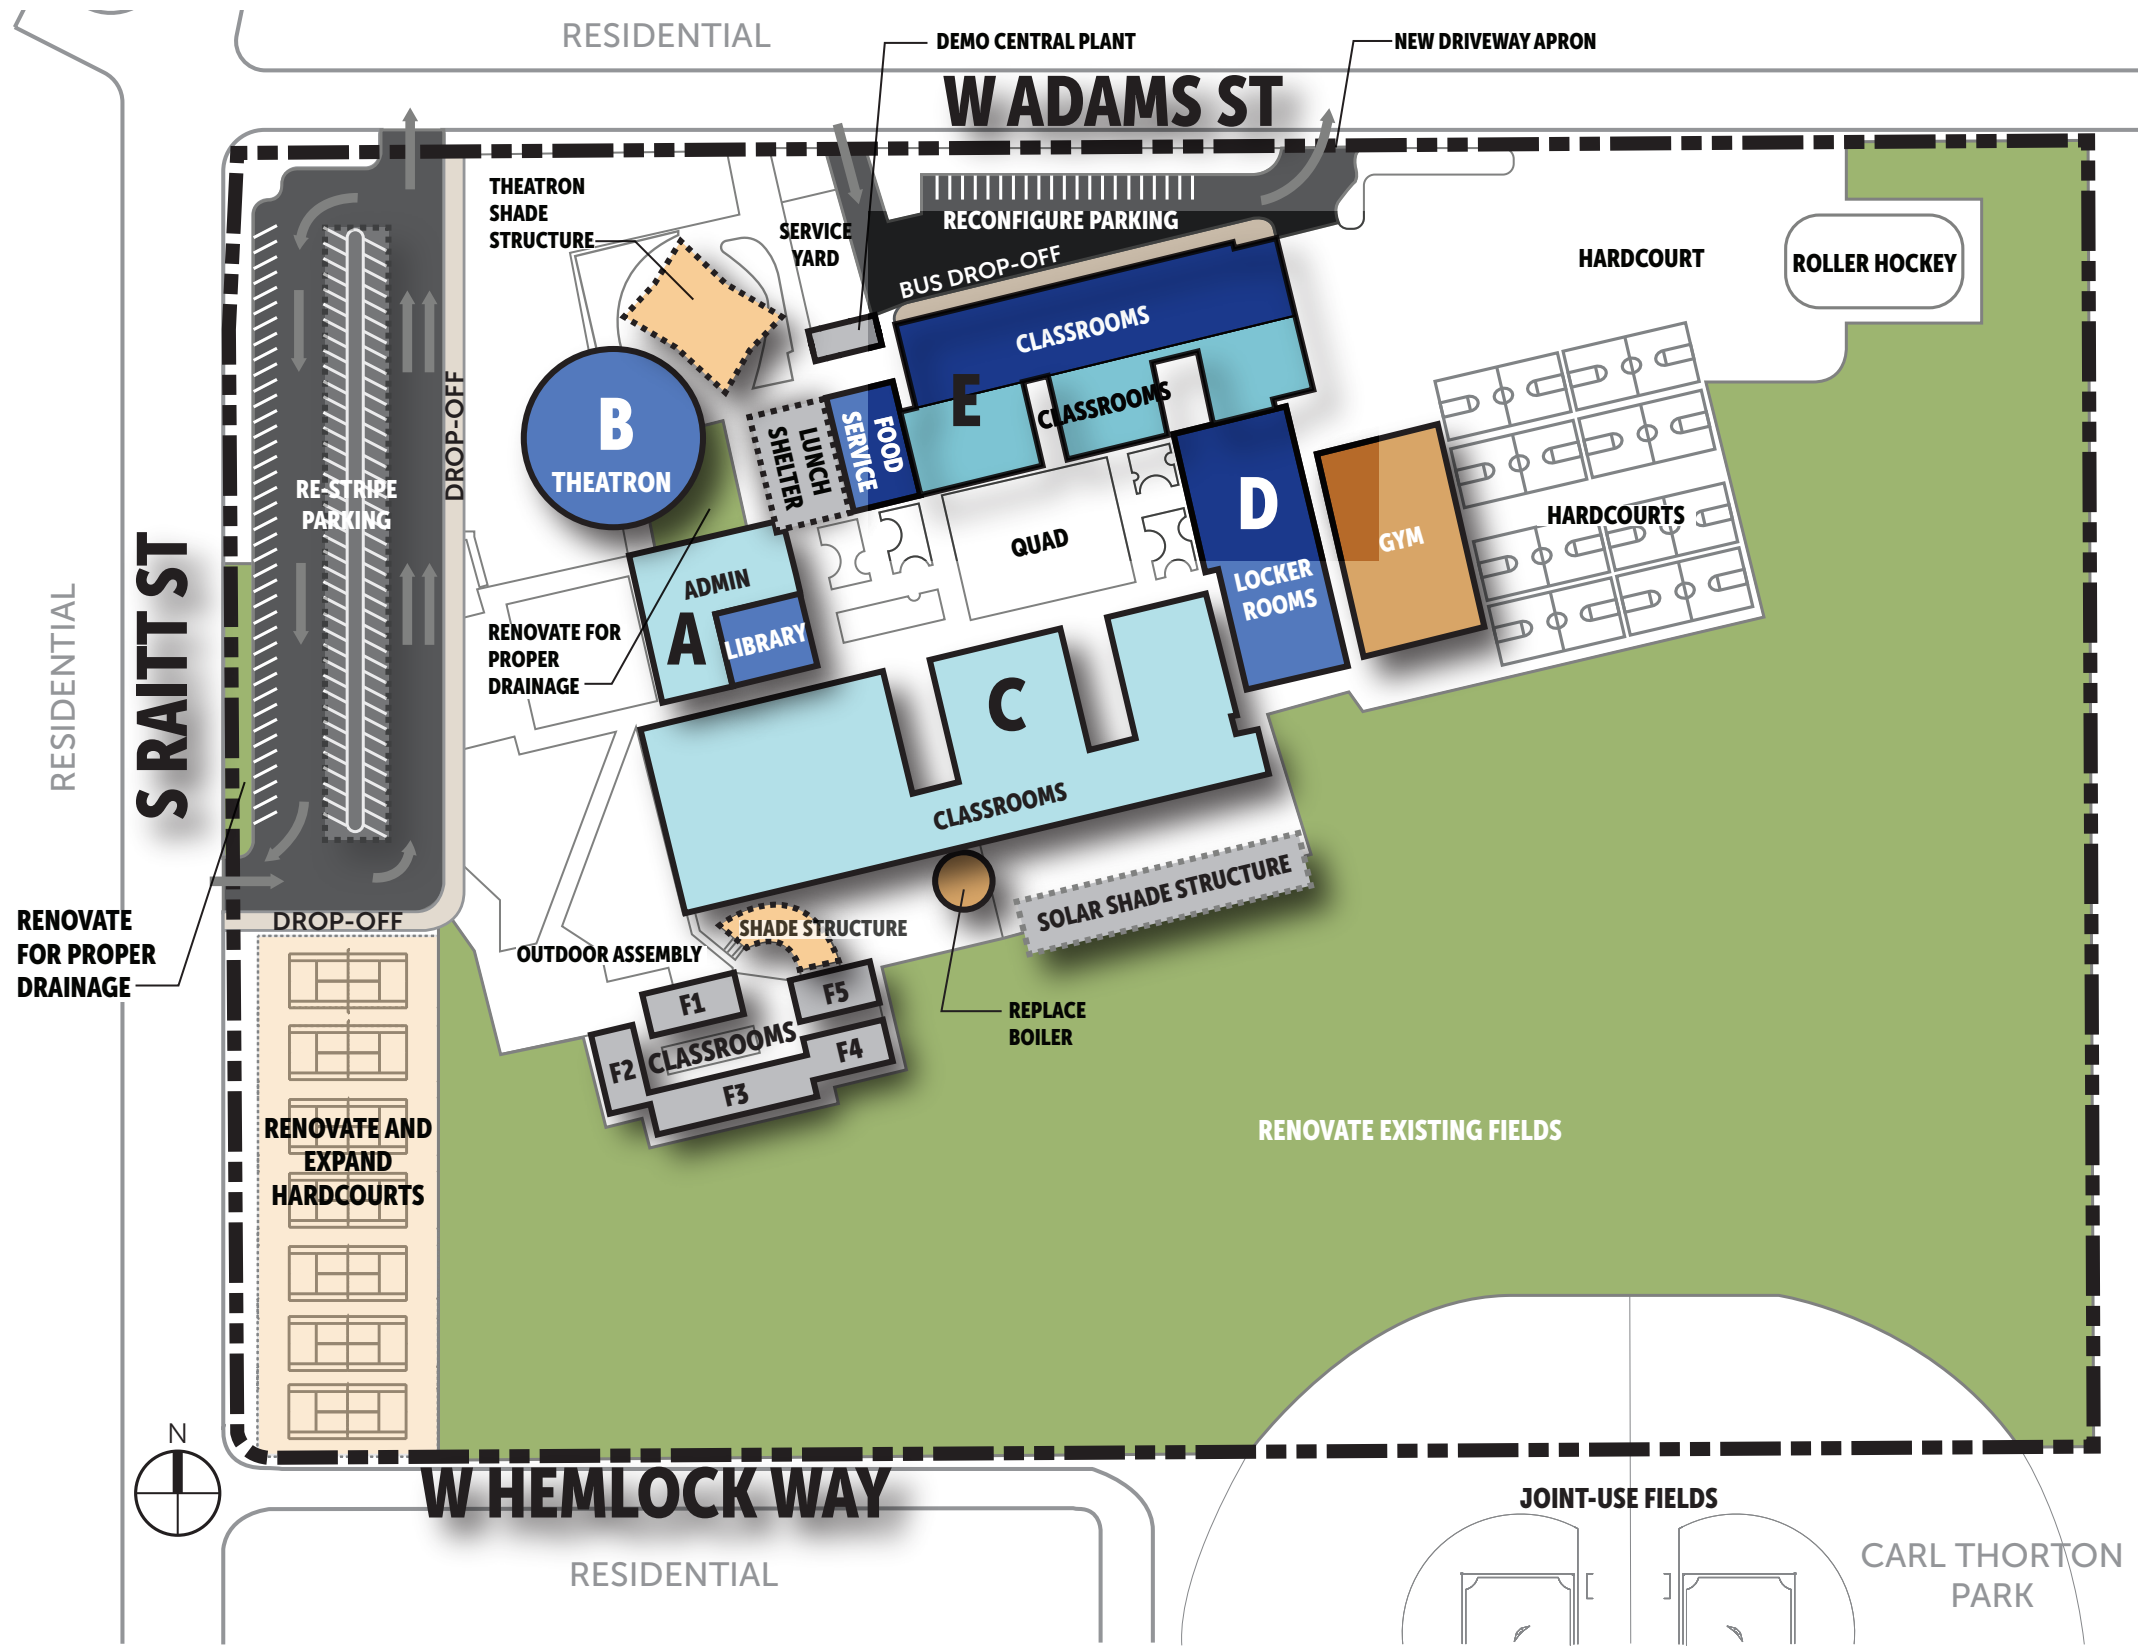 RESIDENTIAL
DEMO CENTRAL PLANT
NEW DRIVEWAY APRON
W ADAMS ST
THEATRON
SHADE
STRUCTURE
SERVICE
YARD
RECONFIGURE PARKING
BUS DROP-OFF
HARDCOURT
ROLLER HOCKEY
CLASSROOMS
E
CLASSROOMS
B
THEATRON
LUNCH
SHELTER
FOOD
SERVICE
DROP-OFF
RE-STRIPE
PARKING
D
LOCKER
ROOMS
GYM
HARDCOURTS
QUAD
ADMIN
A
LIBRARY
RENOVATE FOR
PROPER
DRAINAGE
S RAITT ST
RESIDENTIAL
C
CLASSROOMS
SOLAR SHADE STRUCTURE
RENOVATE
FOR PROPER
DRAINAGE
DROP-OFF
SHADE STRUCTURE
OUTDOOR ASSEMBLY
F1
F5
CLASSROOMS
F2
F4
F3
REPLACE
BOILER
RENOVATE AND
EXPAND
HARDCOURTS
RENOVATE EXISTING FIELDS
N
W HEMLOCK WAY
JOINT-USE FIELDS
RESIDENTIAL
CARL THORTON
PARK